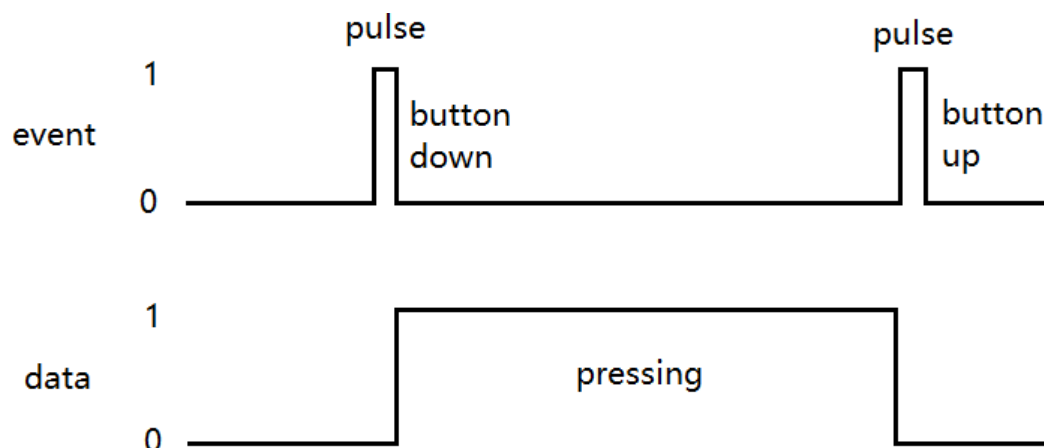 pulse
pulse
1
event
button
down
button
up
0
1
data
pressing
0